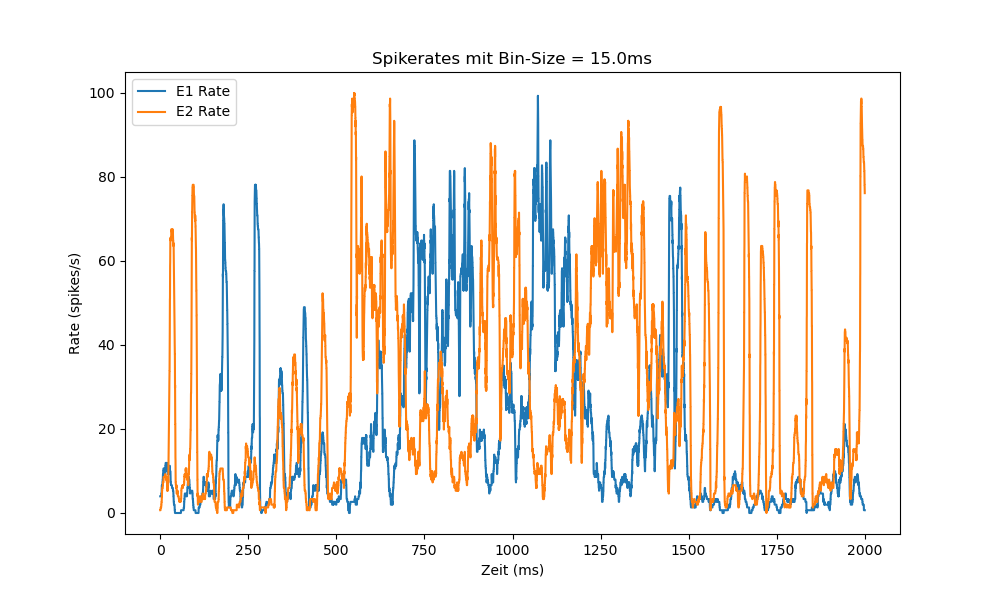 Spikerates mit Bin-Size = 15.0ms
E1 Rate
E2 Rate
Rate (spikes/s)
100
80
60
40
20
0
0 250 500 750 1000 1250 1500 1750 2000
Zeit (ms)